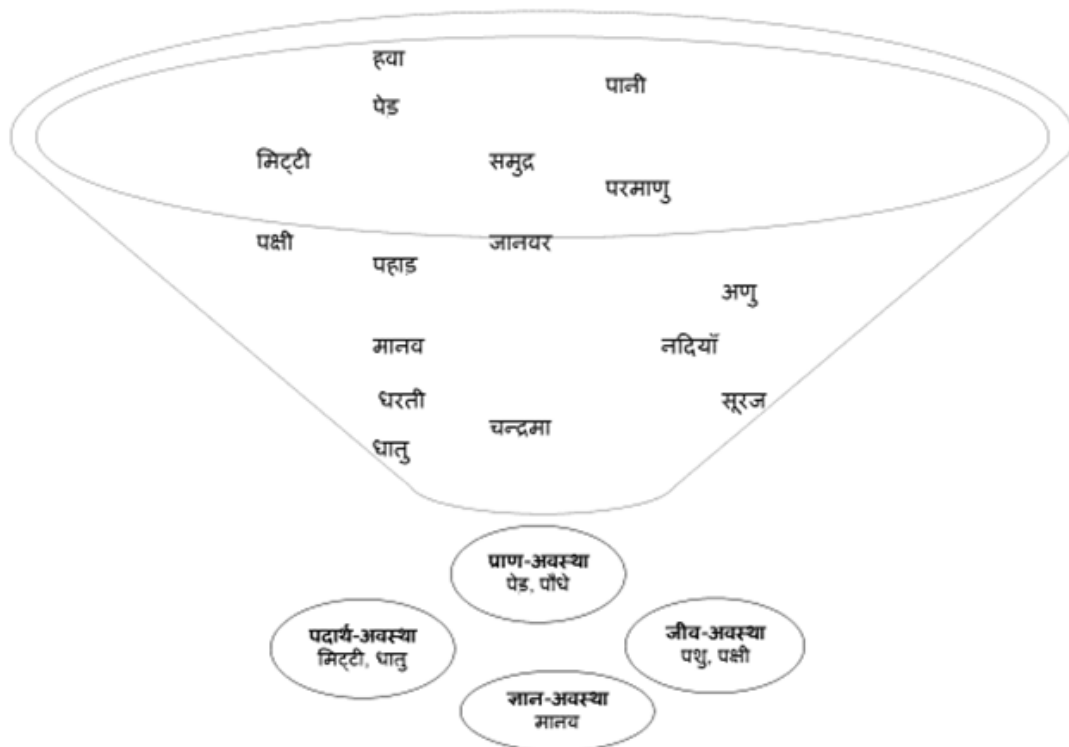 हवा
पानी
पेड़
मिट्टी
समुद्र
परमाणु
पक्षी
जानवर
पहाड़
अणु
मानव
नदियाँ
धरती
सूरज
चन्द्रमा
धातु
प्राण-अवस्था
पेड़, पौधे
पदार्थ-अवस्था
मिट्टी, धातु
जीव-अवस्था
पशु, पक्षी
ज्ञान-अवस्था
मानव